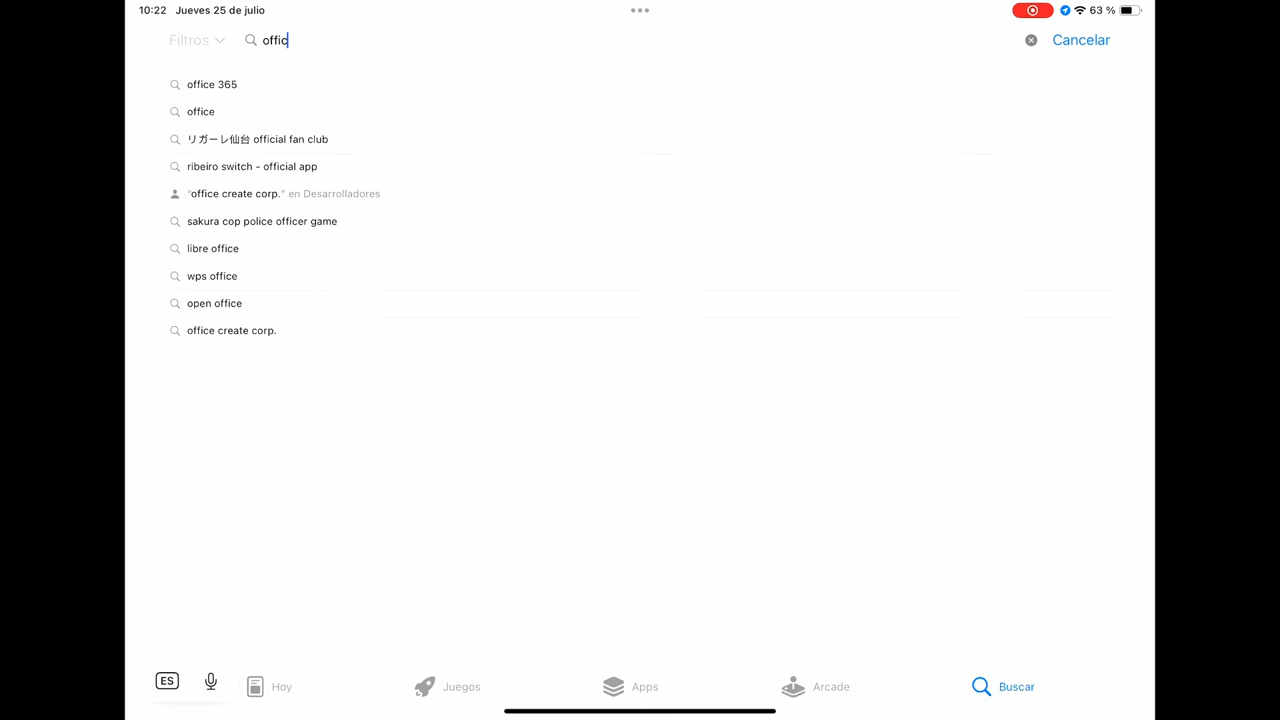 10:22 Jueves 25 de julio 63 %
Filtros offic Cancelar
office 365
office
リガーレ仙台 official fan club
ribeiro switch - official app
"office create corp." en Desarrolladores
sakura cop police officer game
libre office
wps office
open office
office create corp.
ES Hoy Juegos Apps Arcade Buscar